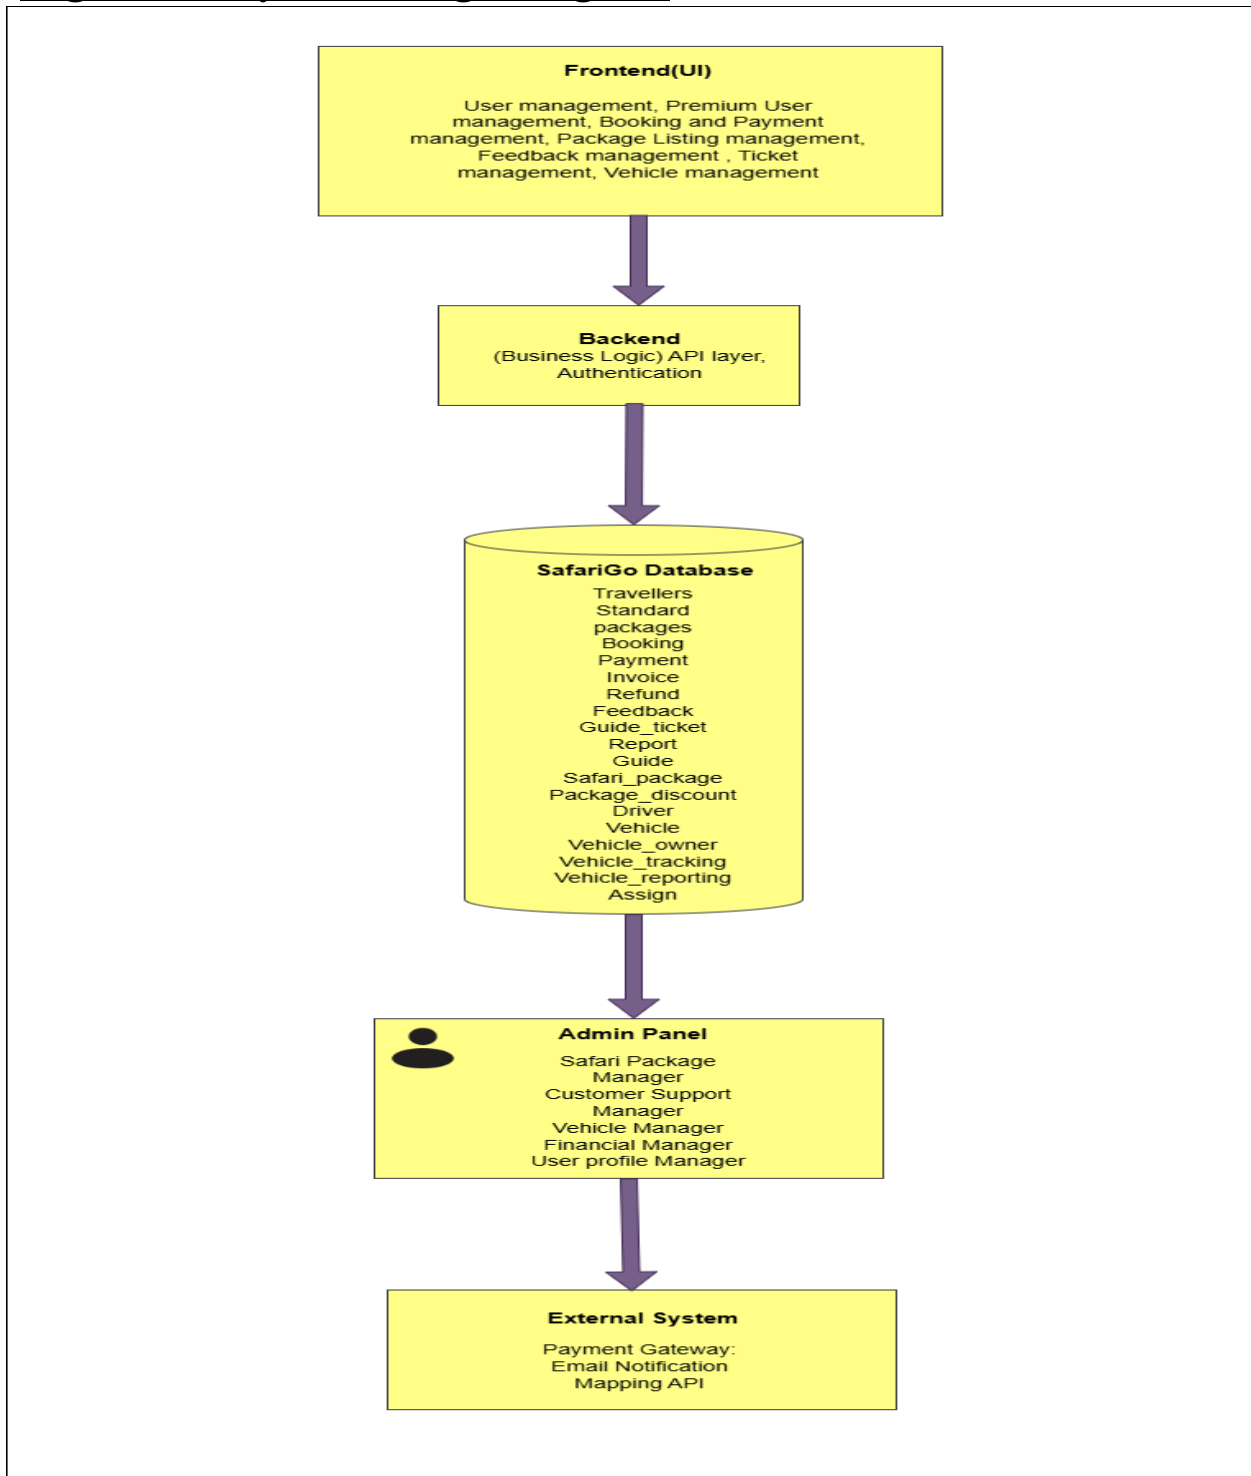 Frontend(UI)
User management, Premium User
management, Booking and Payment
management, Package Listing management,
Feedback management , Ticket
management, Vehicle management
Backend
(Business Logic) API layer,
Authentication
SafariGo Database
Travellers
Standard
packages
Booking
Payment
Invoice
Refund
Feedback
Guide_ticket
Report
Guide
Safari_package
Package_discount
Driver
Vehicle
Vehicle_owner
Vehicle_tracking
Vehicle_reporting
Assign
Admin Panel
Safari Package
Manager
Customer Support
Manager
Vehicle Manager
Financial Manager
User profile Manager
External System
Payment Gateway:
Email Notification
Mapping API